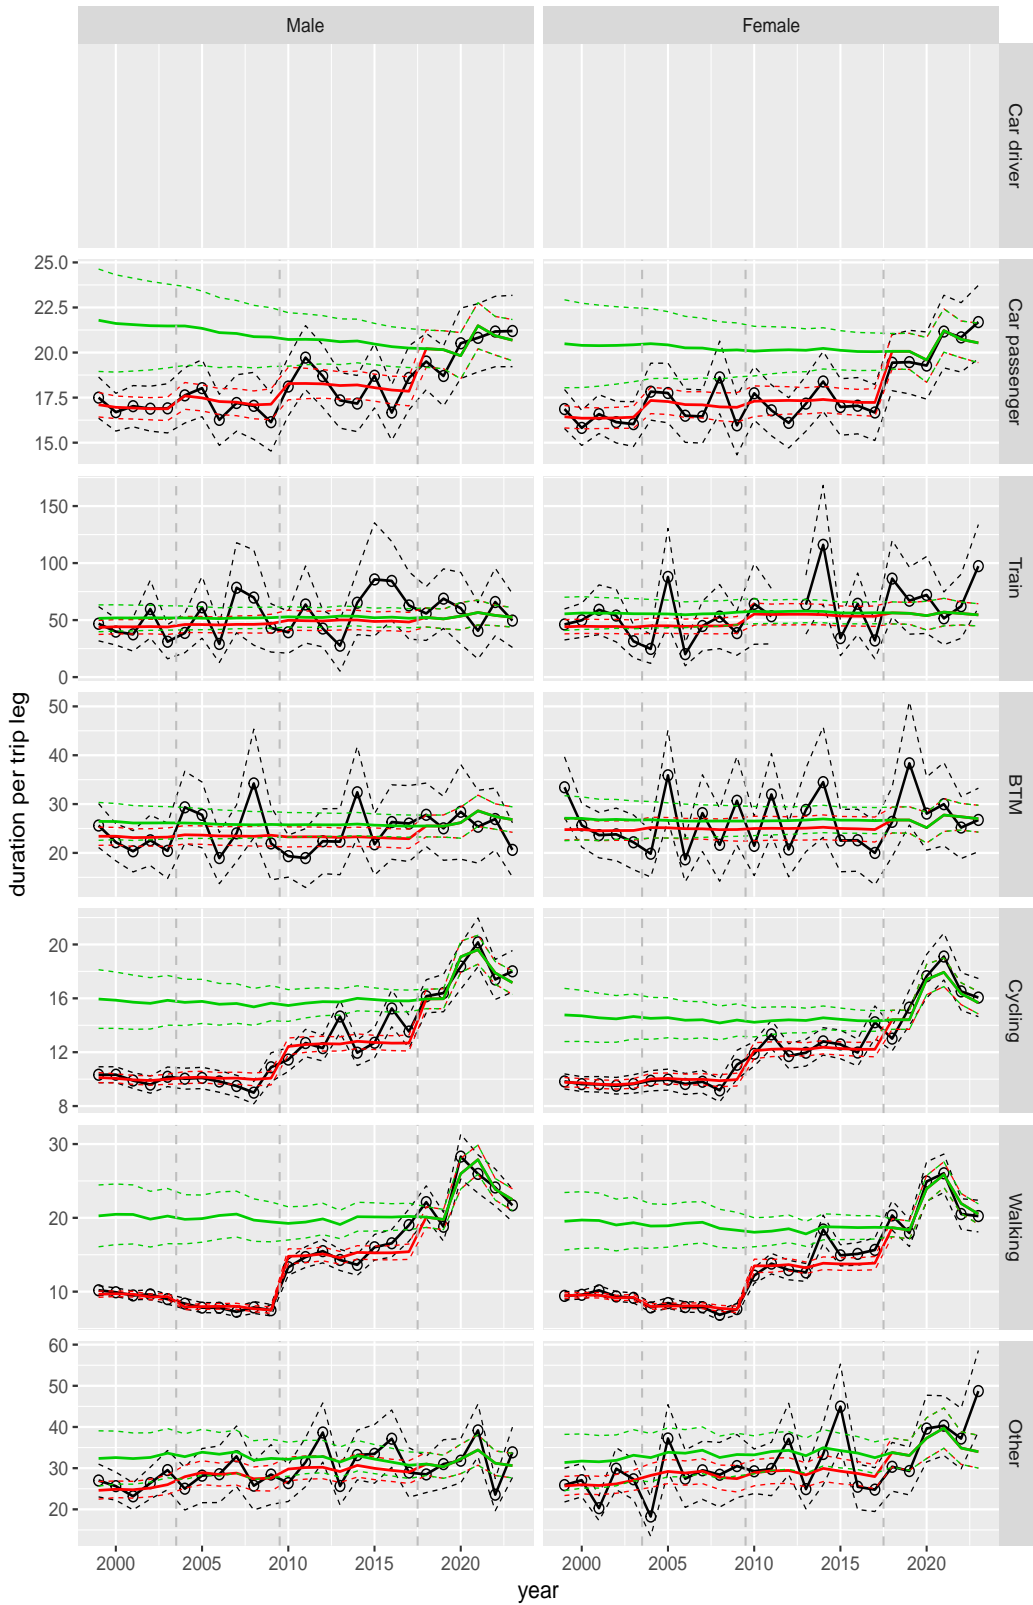 Male
Female
Car driver
25.0
22.5
20.0
17.5
15.0
Car passenger
150
100
50
0
Train
50
40
30
20
BTM
duration per trip leg
20
16
12
8
Cycling
30
20
10
Walking
60
50
40
30
20
Other
2000 2005 2010 2015 2020 2000 2005 2010 2015 2020
year